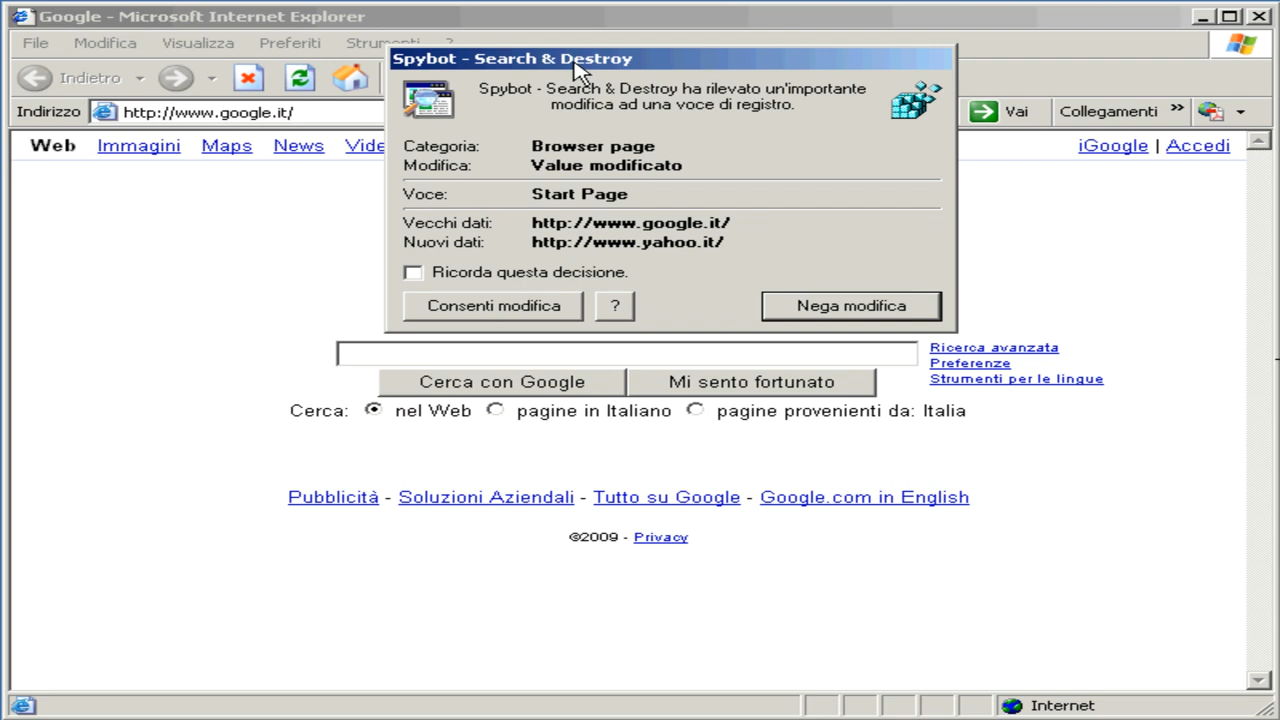 Google - Microsoft Internet Explorer
File Modifica Visualizza Preferiti Strumenti ?
Spybot - Search & Destroy
Indietro
Spybot - Search & Destroy ha rilevato un'importante
modifica ad una voce di registro.
Indirizzo http://www.google.it/
Vai Collegamenti »
Web Immagini Maps News Vide
iGoogle | Accedi
Categoria: Browser page
Modifica: Value modificato
Voce: Start Page
Vecchi dati: http://www.google.it/
Nuovi dati: http://www.yahoo.it/
Ricorda questa decisione.
Consenti modifica ? Nega modifica
Ricerca avanzata
Preferenze
Strumenti per le lingue
Cerca con Google Mi sento fortunato
Cerca: nel Web pagine in Italiano pagine provenienti da: Italia
Pubblicità - Soluzioni Aziendali - Tutto su Google - Google.com in English
©2009 - Privacy
Internet